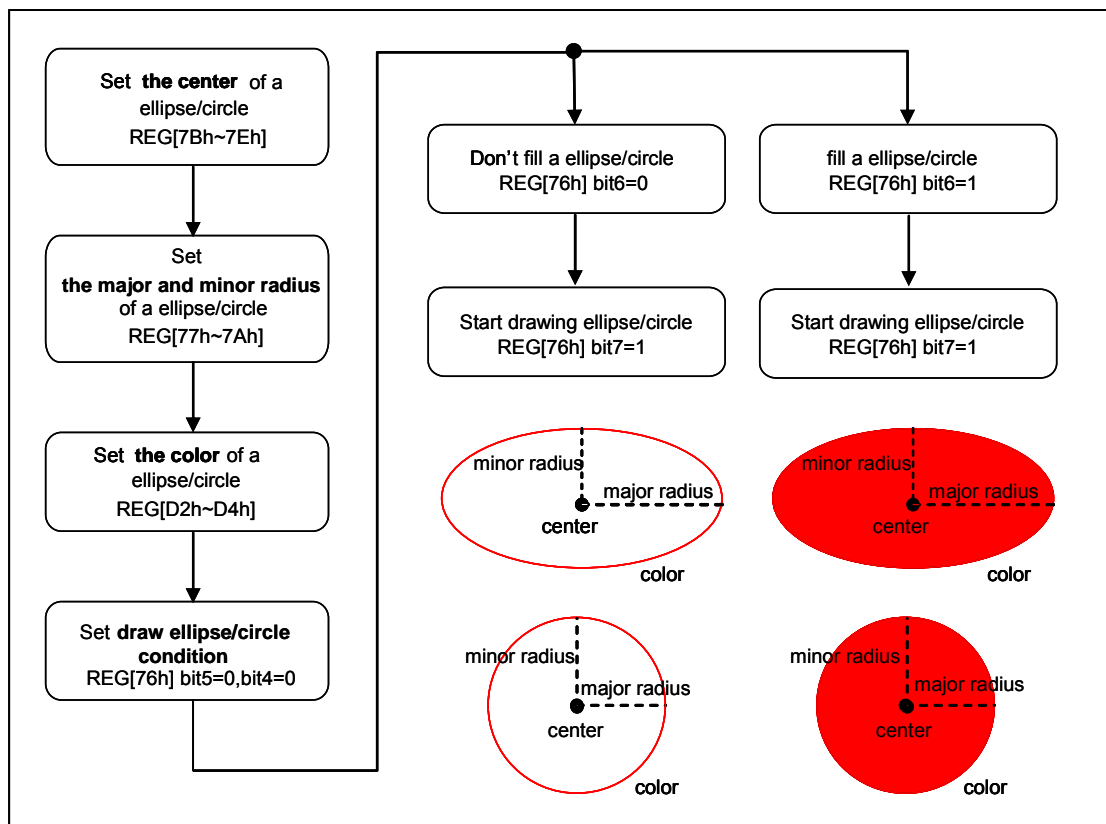 Set the center of a
ellipse/circle
REG[7Bh~7Eh]
Set
the major and minor radius
of a ellipse/circle
REG[77h~7Ah]
Set the color of a
ellipse/circle
REG[D2h~D4h]
Set draw ellipse/circle
condition
REG[76h] bit5=0,bit4=0
Don't fill a ellipse/circle
REG[76h] bit6=0
Start drawing ellipse/circle
REG[76h] bit7=1
fill a ellipse/circle
REG[76h] bit6=1
Start drawing ellipse/circle
REG[76h] bit7=1
minor radius
major radius
center
color
minor radius
major radius
center
color
minor radius
major radius
center
color
minor radius
major radius
center
color